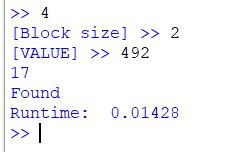 >> 4
[Block size] >> 2
[VALUE] >> 492
17
Found
Runtime:  0.01428
>>